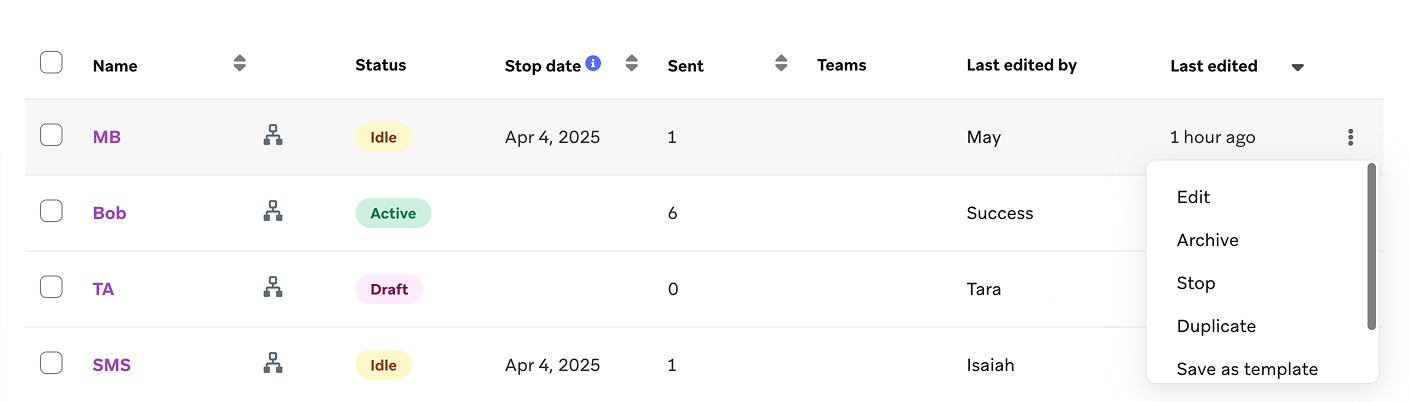 Name Status Stop date Sent Teams Last edited by Last edited
MB Idle Apr 4, 2025 1 May 1 hour ago
Edit
Bob Active 6 Success
Archive
Stop
TA Draft 0 Tara
Duplicate
SMS Idle Apr 4, 2025 1 Isaiah
Save as template